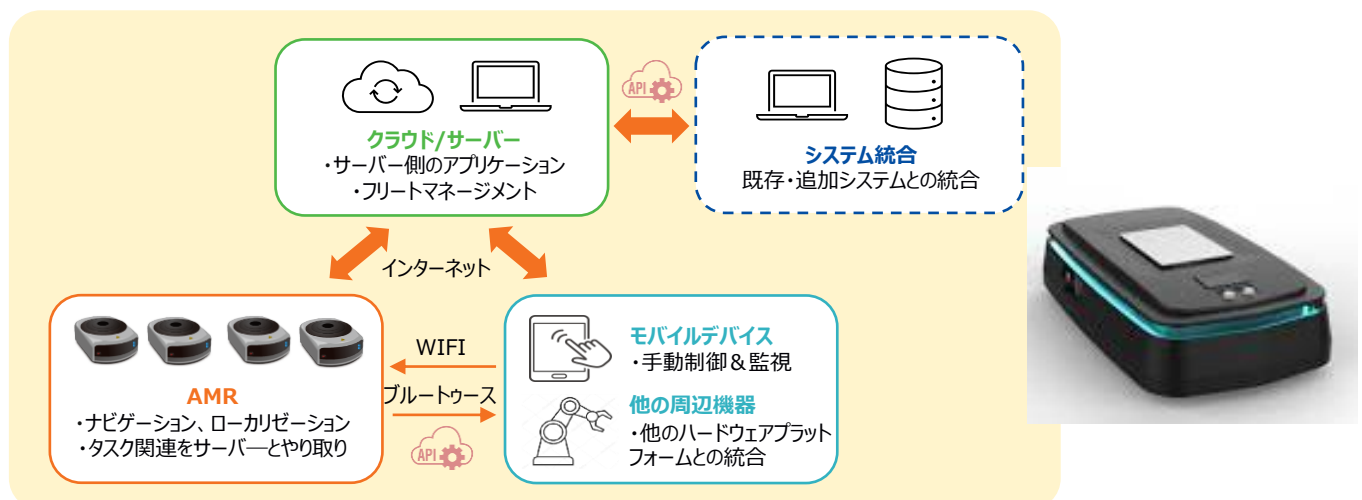 API
クラウド/サーバー
・サーバー側のアプリケーション
・フリートマネージメント
システム統合
既存・追加システムとの統合
インターネット
AMR
・ナビゲーション、ローカリゼーション
・タスク関連をサーバ―とやり取り
WIFI
ブルートゥース
API
モバイルデバイス
・手動制御＆監視
他の周辺機器
・他のハードウェアプラット
フォームとの統合